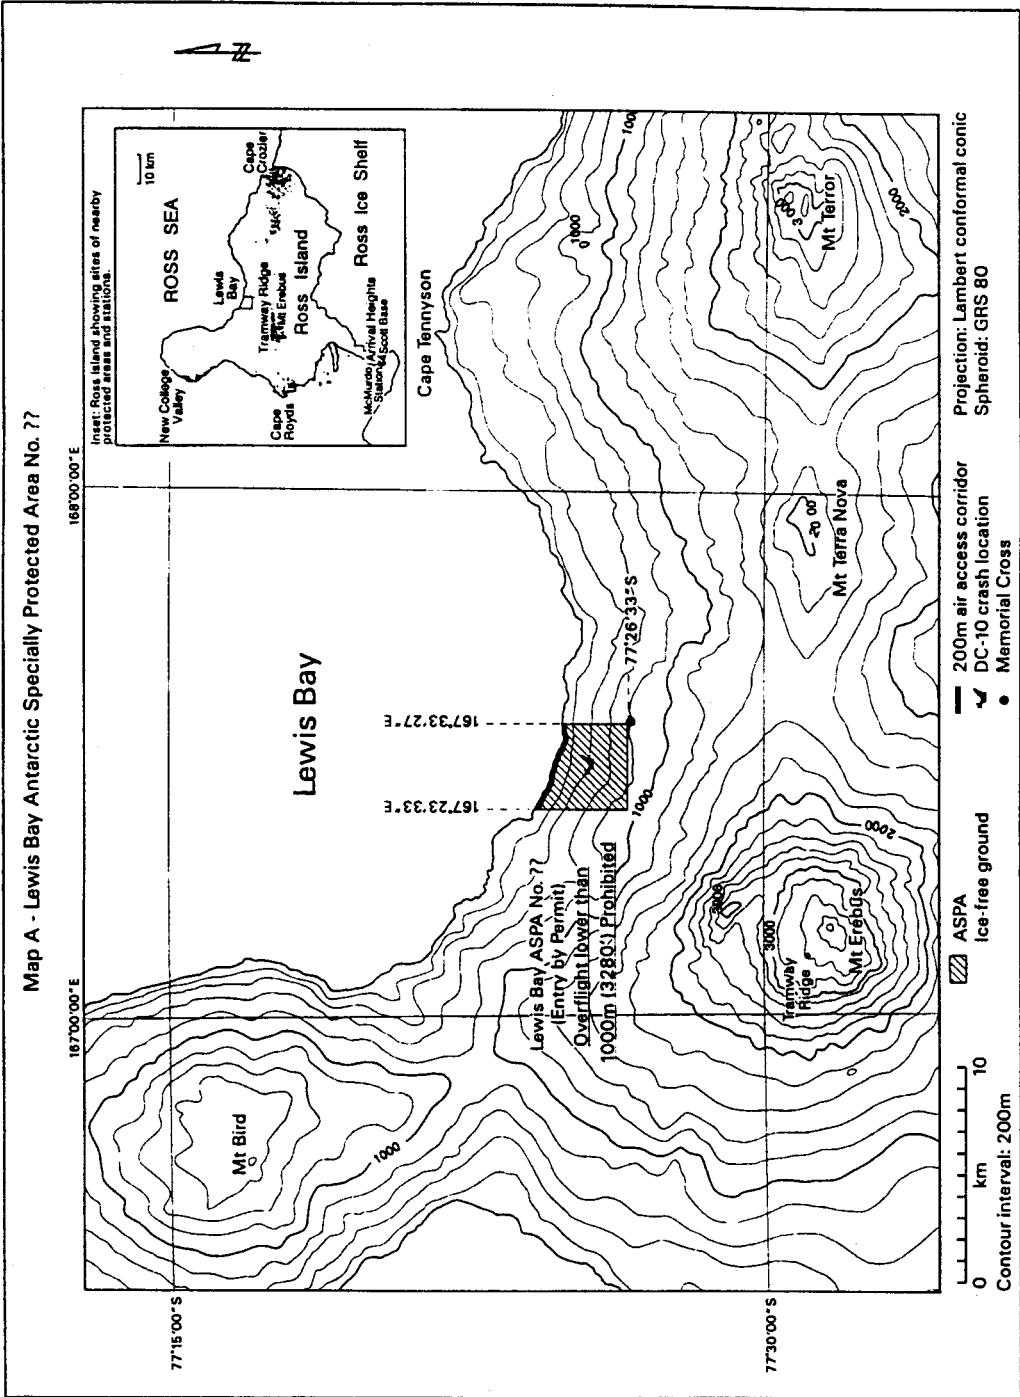 Map A - Lewis Bay Antarctic Specially Protected Area No. ??
167°00'00"E
168°00'00"E
77°15'00"S
77°30'00"S
N
Inset: Ross Island showing sites of nearby
protected areas and stations.
10 km
New College
Valley
ROSS SEA
Lewis
Bay
Cape
Crozier
Tramway Ridge
Mt Erebus
Cape
Royds
Ross Island
McMurdo
Station
Arrival Heights
Scott Base
Ross Ice Shelf
Mt Bird
1000
Lewis Bay
Cape Tennyson
167°23'33"E
167°33'27"E
77°26'33"S
Lewis Bay ASPA No. ??
(Entry by Permit)
Overflight lower than
1000m (3280') Prohibited
1000
1000
2000
3000
Tramway
Ridge
Mt Erebus
2000
Mt Terra Nova
Mt Terror
2000
0
km
10
Contour interval: 200m
ASPA
Ice-free ground
200m air access corridor
DC-10 crash location
Memorial Cross
Projection: Lambert conformal conic
Spheroid: GRS 80